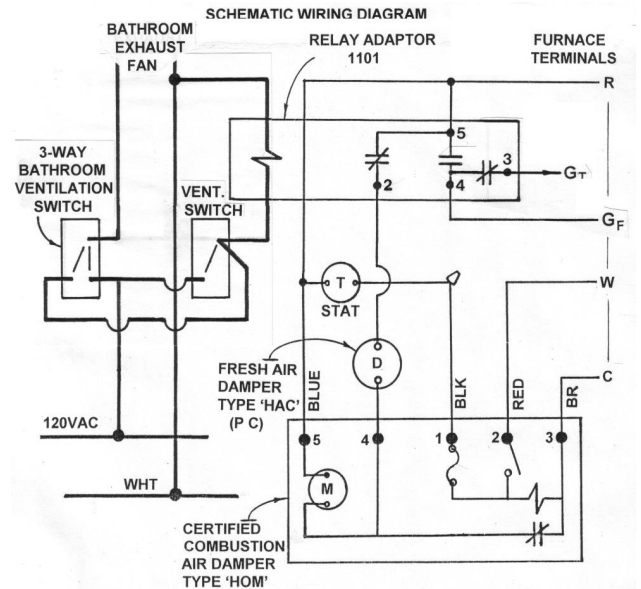 SCHEMATIC WIRING DIAGRAM
BATHROOM
EXHAUST
FAN
RELAY ADAPTOR
1101
FURNACE
TERMINALS
R
5
3
G_T
2
4
G_F
3-WAY
BATHROOM
VENTILATION
SWITCH
VENT.
SWITCH
W
T
STAT
D
FRESH AIR
DAMPER
TYPE 'HAC'
(P C)
BLUE
BLK
RED
BR
C
120VAC
5
4
1
2
3
M
WHT
CERTIFIED
COMBUSTION
AIR DAMPER
TYPE 'HOM'